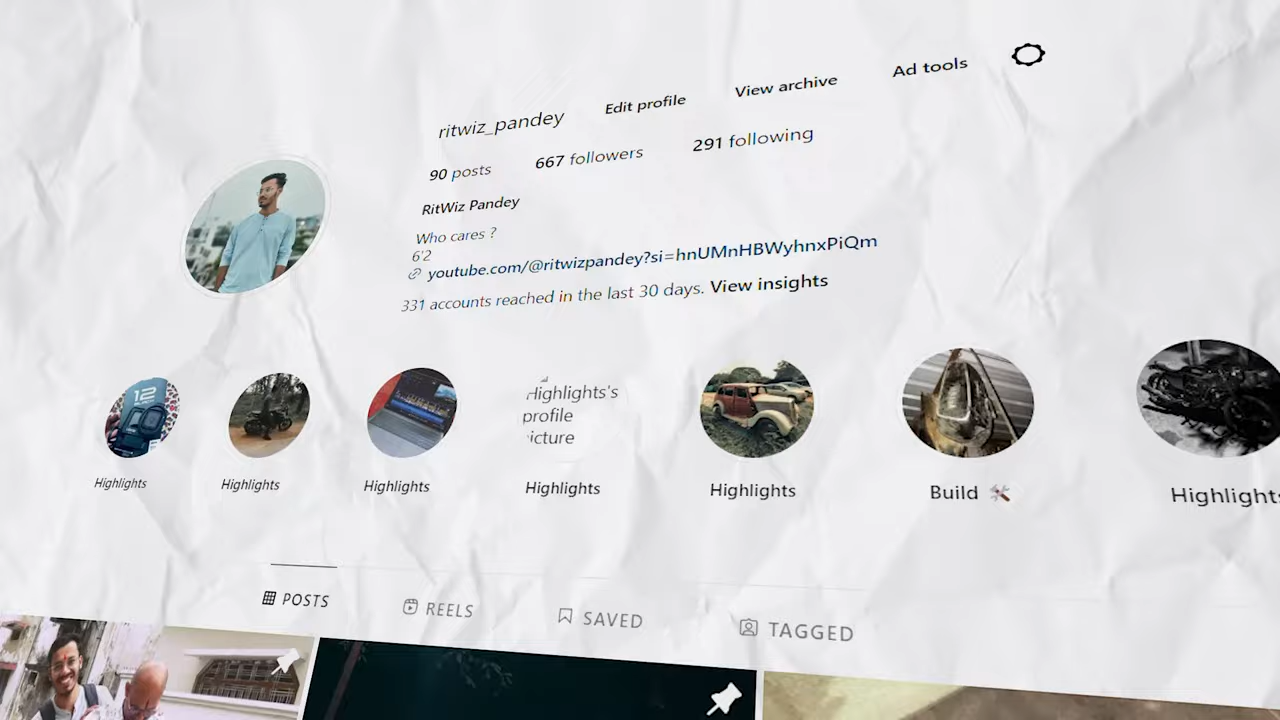 ritwiz_pandey Edit profile View archive Ad tools
90 posts 667 followers 291 following
RitWiz Pandey
Who cares ?
6'2
youtube.com/@ritwizpandey?si=hnUMnHBWyhnxPiQm
331 accounts reached in the last 30 days. View insights
12
Highlights's
profile
icture
Highlights Highlights Highlights Highlights Highlights Build 🛠 Highlights
POSTS REELS SAVED TAGGED